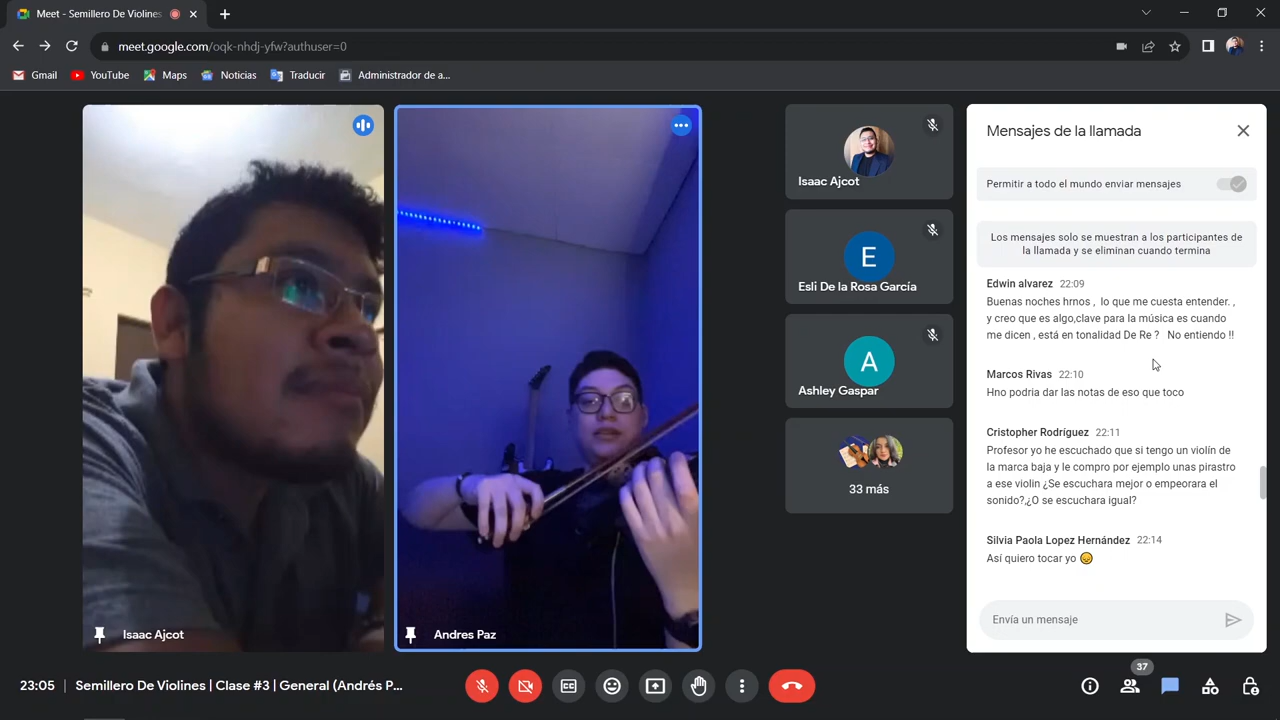 Meet - Semillero De Violines
meet.google.com/oqk-nhdj-yfw?authuser=0
Gmail
YouTube
Maps
Noticias
Traducir
Administrador de a...
Isaac Ajcot
Andres Paz
Isaac Ajcot
E
Esli De la Rosa García
A
Ashley Gaspar
33 más
Mensajes de la llamada
Permitir a todo el mundo enviar mensajes
Los mensajes solo se muestran a los participantes de
la llamada y se eliminan cuando termina
Edwin alvarez 22:09
Buenas noches hrnos , lo que me cuesta entender. ,
y creo que es algo,clave para la música es cuando
me dicen , está en tonalidad De Re ? No entiendo !!
Marcos Rivas 22:10
Hno podria dar las notas de eso que toco
Cristopher Rodríguez 22:11
Profesor yo he escuchado que si tengo un violín de
la marca baja y le compro por ejemplo unas pirastro
a ese violin ¿Se escuchara mejor o empeorara el
sonido?,¿O se escuchara igual?
Silvia Paola Lopez Hernández 22:14
Así quiero tocar yo 😞
Envía un mensaje
23:05 | Semillero De Violines | Clase #3 | General (Andrés P...
37